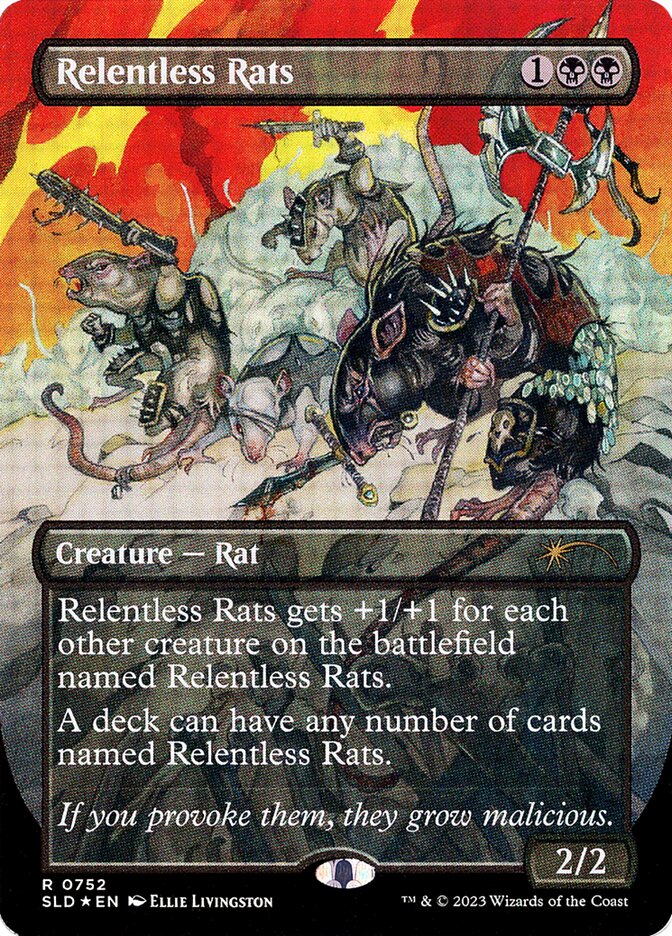 Relentless Rats 1
Creature — Rat
Relentless Rats gets +1/+1 for each
other creature on the battlefield
named Relentless Rats.
A deck can have any number of cards
named Relentless Rats.
If you provoke them, they grow malicious.
2/2
R 0752
SLD★EN Ellie Livingston
™ & © 2023 Wizards of the Coast